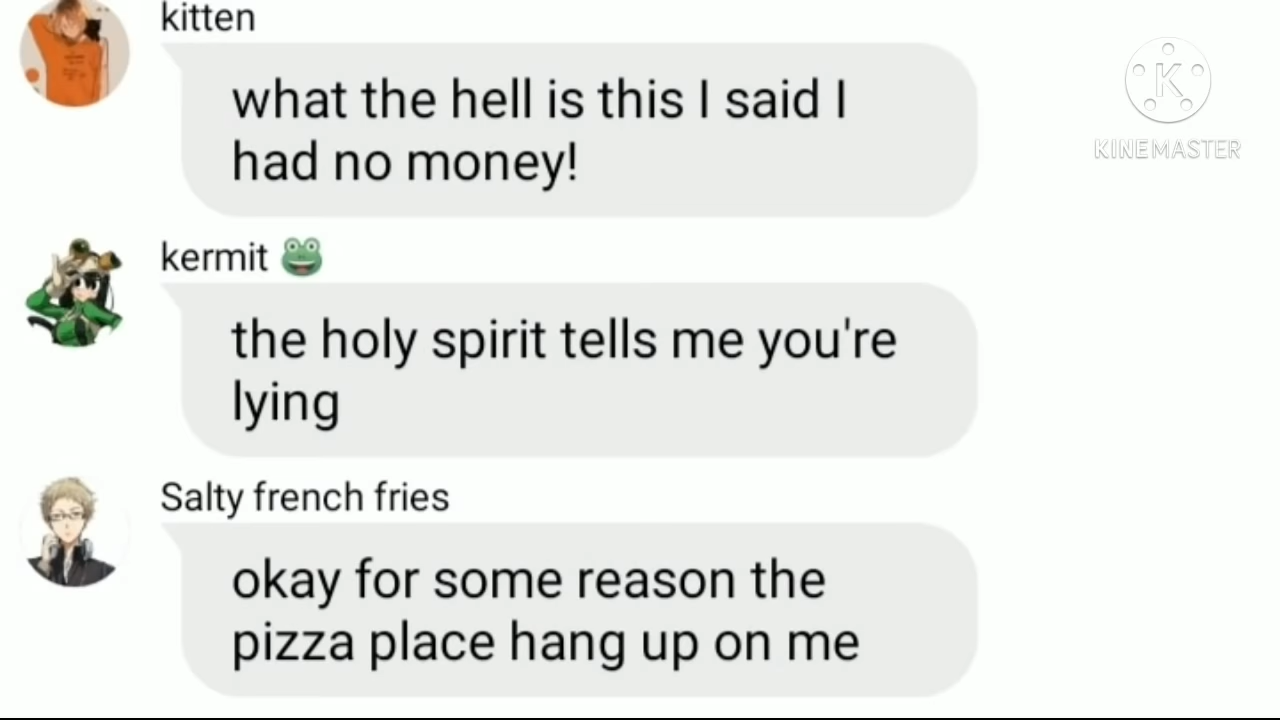 kitten
what the hell is this I said I
had no money!
K
KINEMASTER
kermit 🐸
the holy spirit tells me you're
lying
Salty french fries
okay for some reason the
pizza place hang up on me